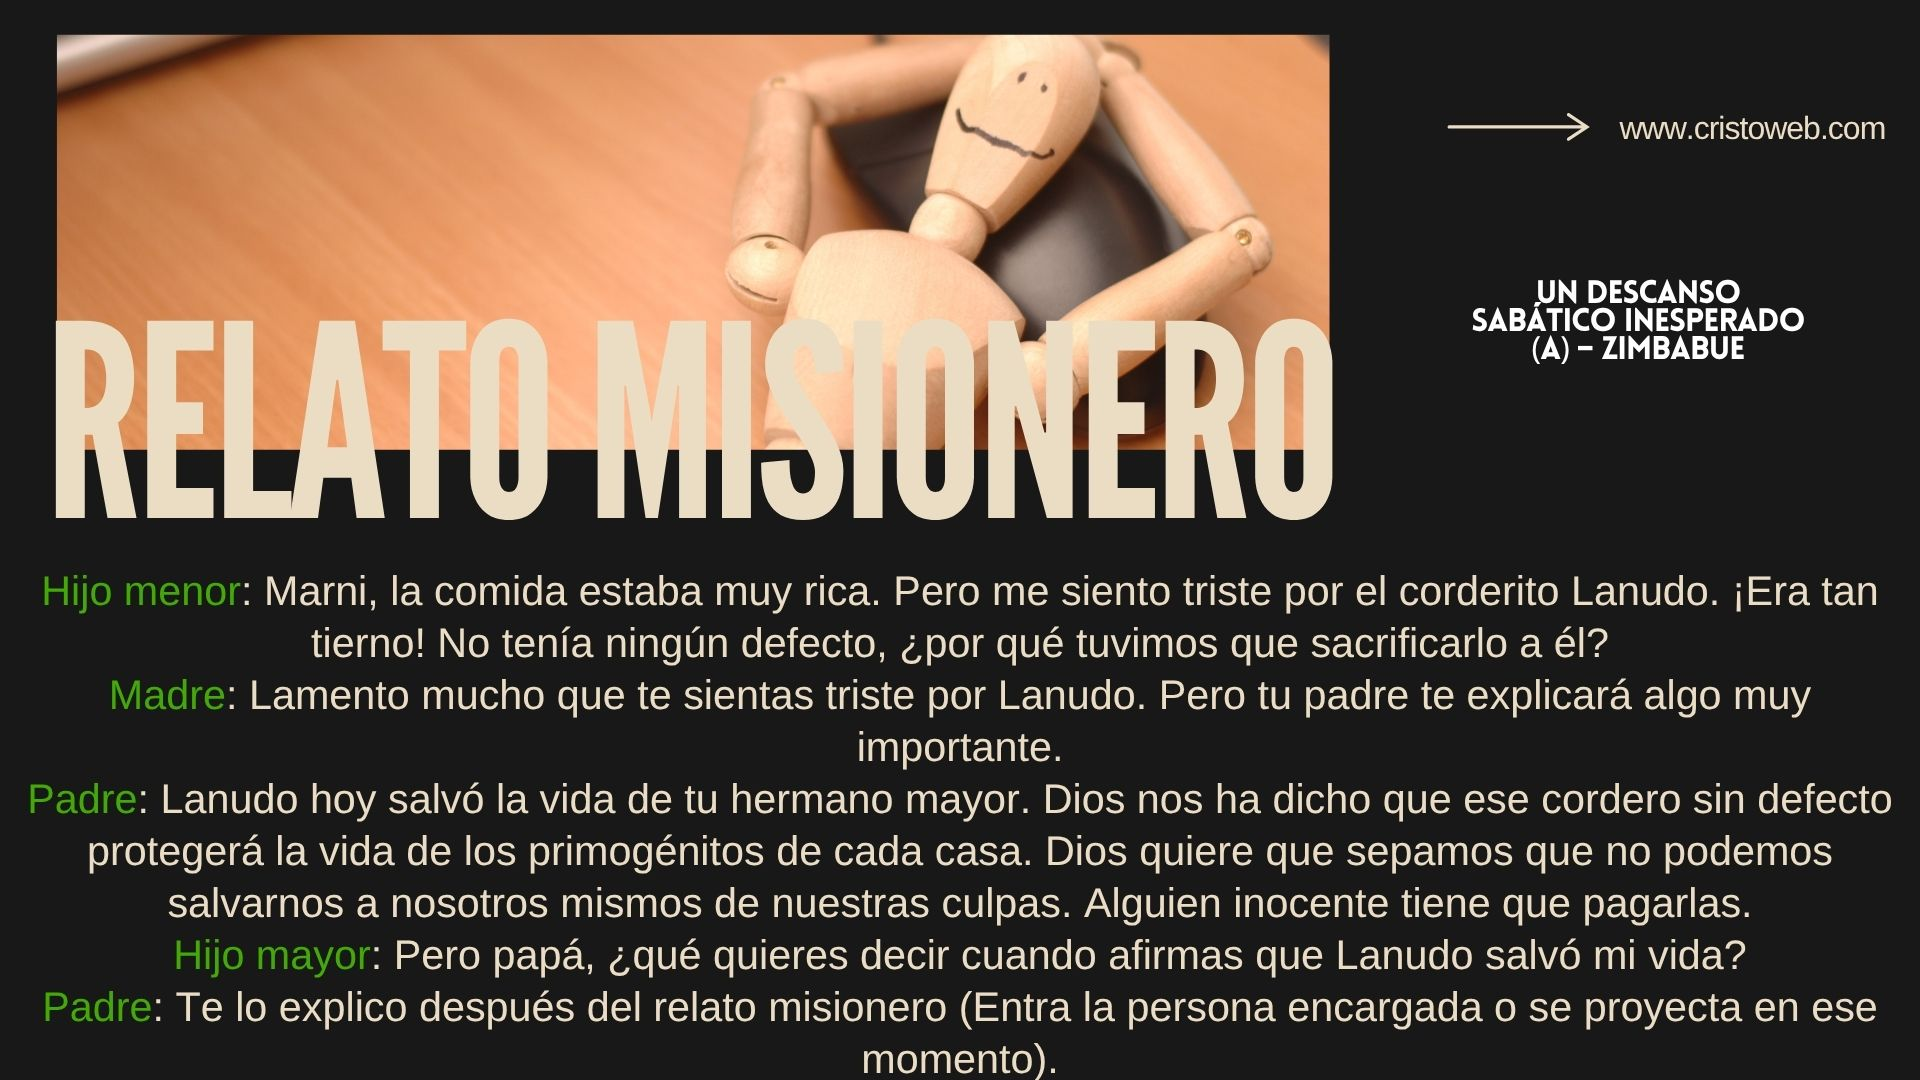 www.cristoweb.com
UN DESCANSO
SABÁTICO INESPERADO
(A) – ZIMBABUE
RELATO MISIONERO
Hijo menor: Marni, la comida estaba muy rica. Pero me siento triste por el corderito Lanudo. ¡Era tan
tierno! No tenía ningún defecto, ¿por qué tuvimos que sacrificarlo a él?
Madre: Lamento mucho que te sientas triste por Lanudo. Pero tu padre te explicará algo muy
importante.
Padre: Lanudo hoy salvó la vida de tu hermano mayor. Dios nos ha dicho que ese cordero sin defecto
protegerá la vida de los primogénitos de cada casa. Dios quiere que sepamos que no podemos
salvarnos a nosotros mismos de nuestras culpas. Alguien inocente tiene que pagarlas.
Hijo mayor: Pero papá, ¿qué quieres decir cuando afirmas que Lanudo salvó mi vida?
Padre: Te lo explico después del relato misionero (Entra la persona encargada o se proyecta en ese
momento).